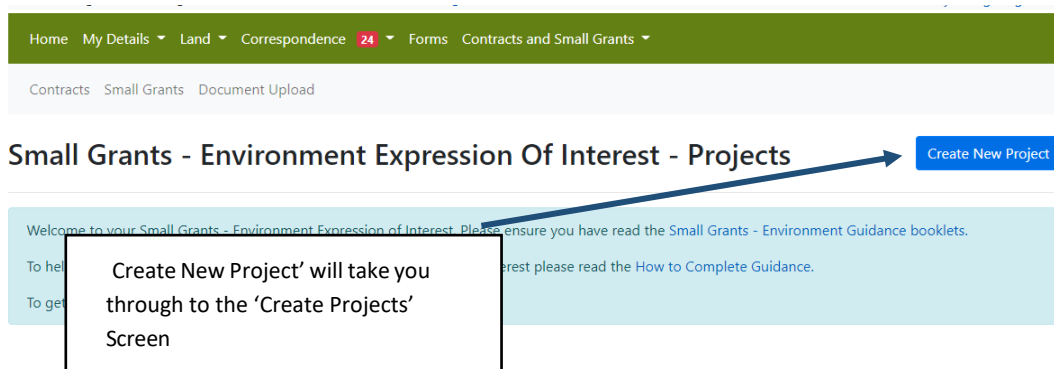 Home My Details Land Correspondence 24 Forms Contracts and Small Grants
Contracts Small Grants Document Upload
Small Grants - Environment Expression Of Interest - Projects
Create New Project
Welcome to your Small Grants - Environment Expression of Interest. Please ensure you have read the Small Grants - Environment Guidance booklets.
To hel
erest please read the How to Complete Guidance.
To get
Create New Project’ will take you
through to the ‘Create Projects’
Screen